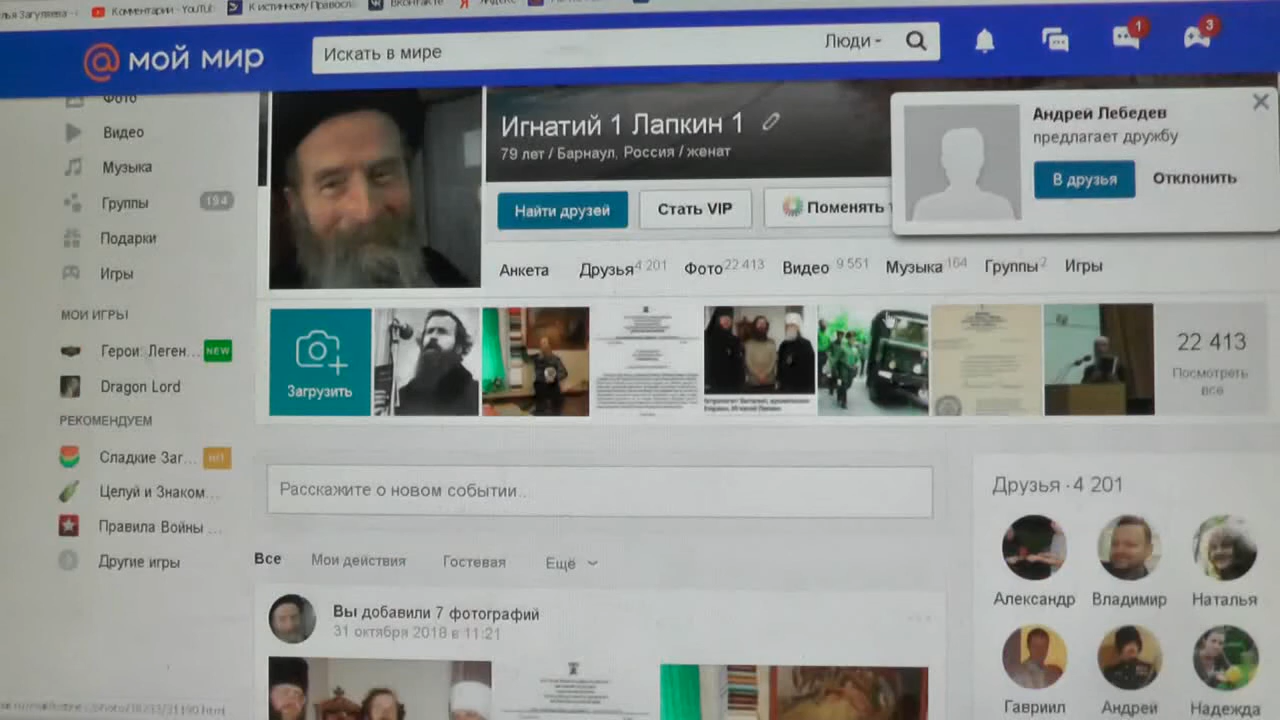 Комментарии - YouTu
К истинному Правосл
ВКонтакте
@ мой мир
Искать в мире
Люди
1
3
Фото
Видео
Музыка
Группы 194
Подарки
Игры
МОИ ИГРЫ
Герои: Леген... NEW
Dragon Lord
РЕКОМЕНДУЕМ
Сладкие Заг...
Целуй и Знаком...
Правила Войны ...
Другие игры
Игнатий 1 Лапкин 1
79 лет / Барнаул, Россия / женат
Найти друзей
Стать VIP
Поменять
Андрей Лебедев
предлагает дружбу
В друзья
Отклонить
Анкета Друзья 4 201 Фото 22 413 Видео 9 551 Музыка 164 Группы 2 Игры
Загрузить
22 413
Посмотреть
все
Расскажите о новом событии...
Все Мои действия Гостевая Ещё
Вы добавили 7 фотографий
31 октября 2018 в 11:21
Друзья · 4 201
Александр Владимир Наталья
Гавриил Андрей Надежда